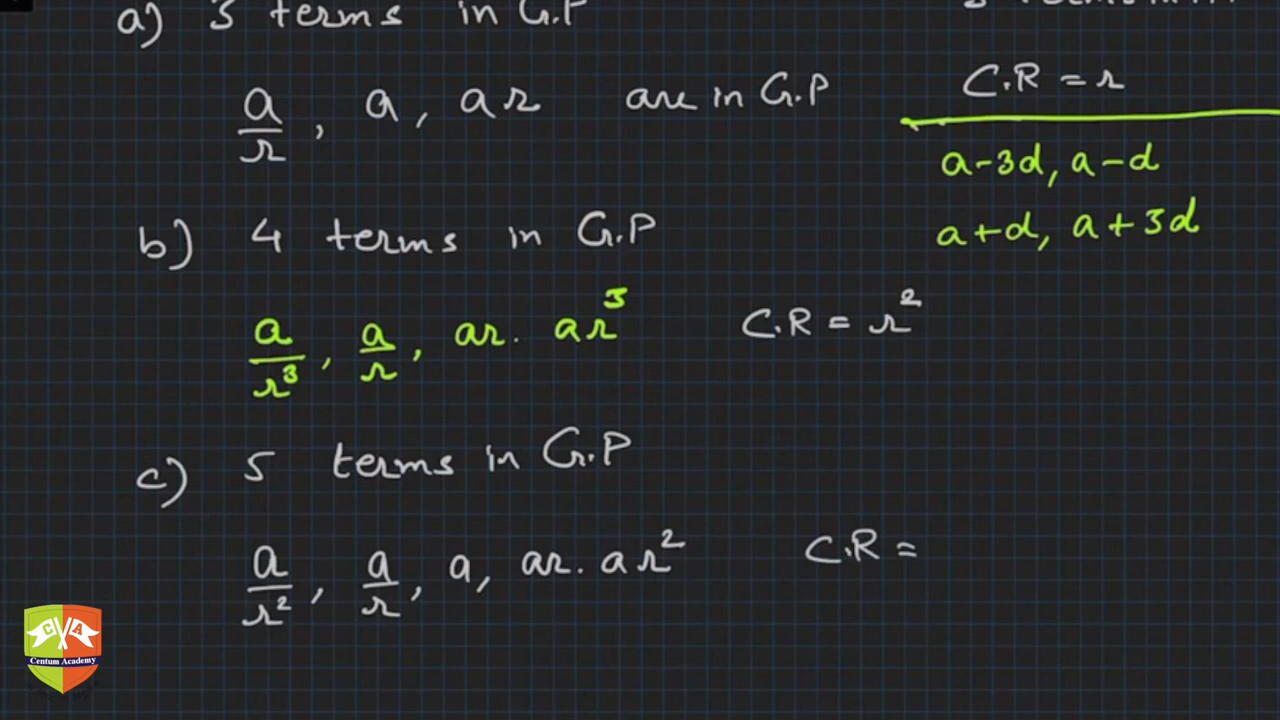 a) 3 terms in G.P
a/r, a, ar are in G.P
C.R = r
a-3d, a-d
a+d, a+3d
b) 4 terms in G.P
a/r³, a/r, ar. ar³ C.R = r²
c) 5 terms in G.P
a/r², a/r, a, ar. ar² C.R =
CA
Centum Academy